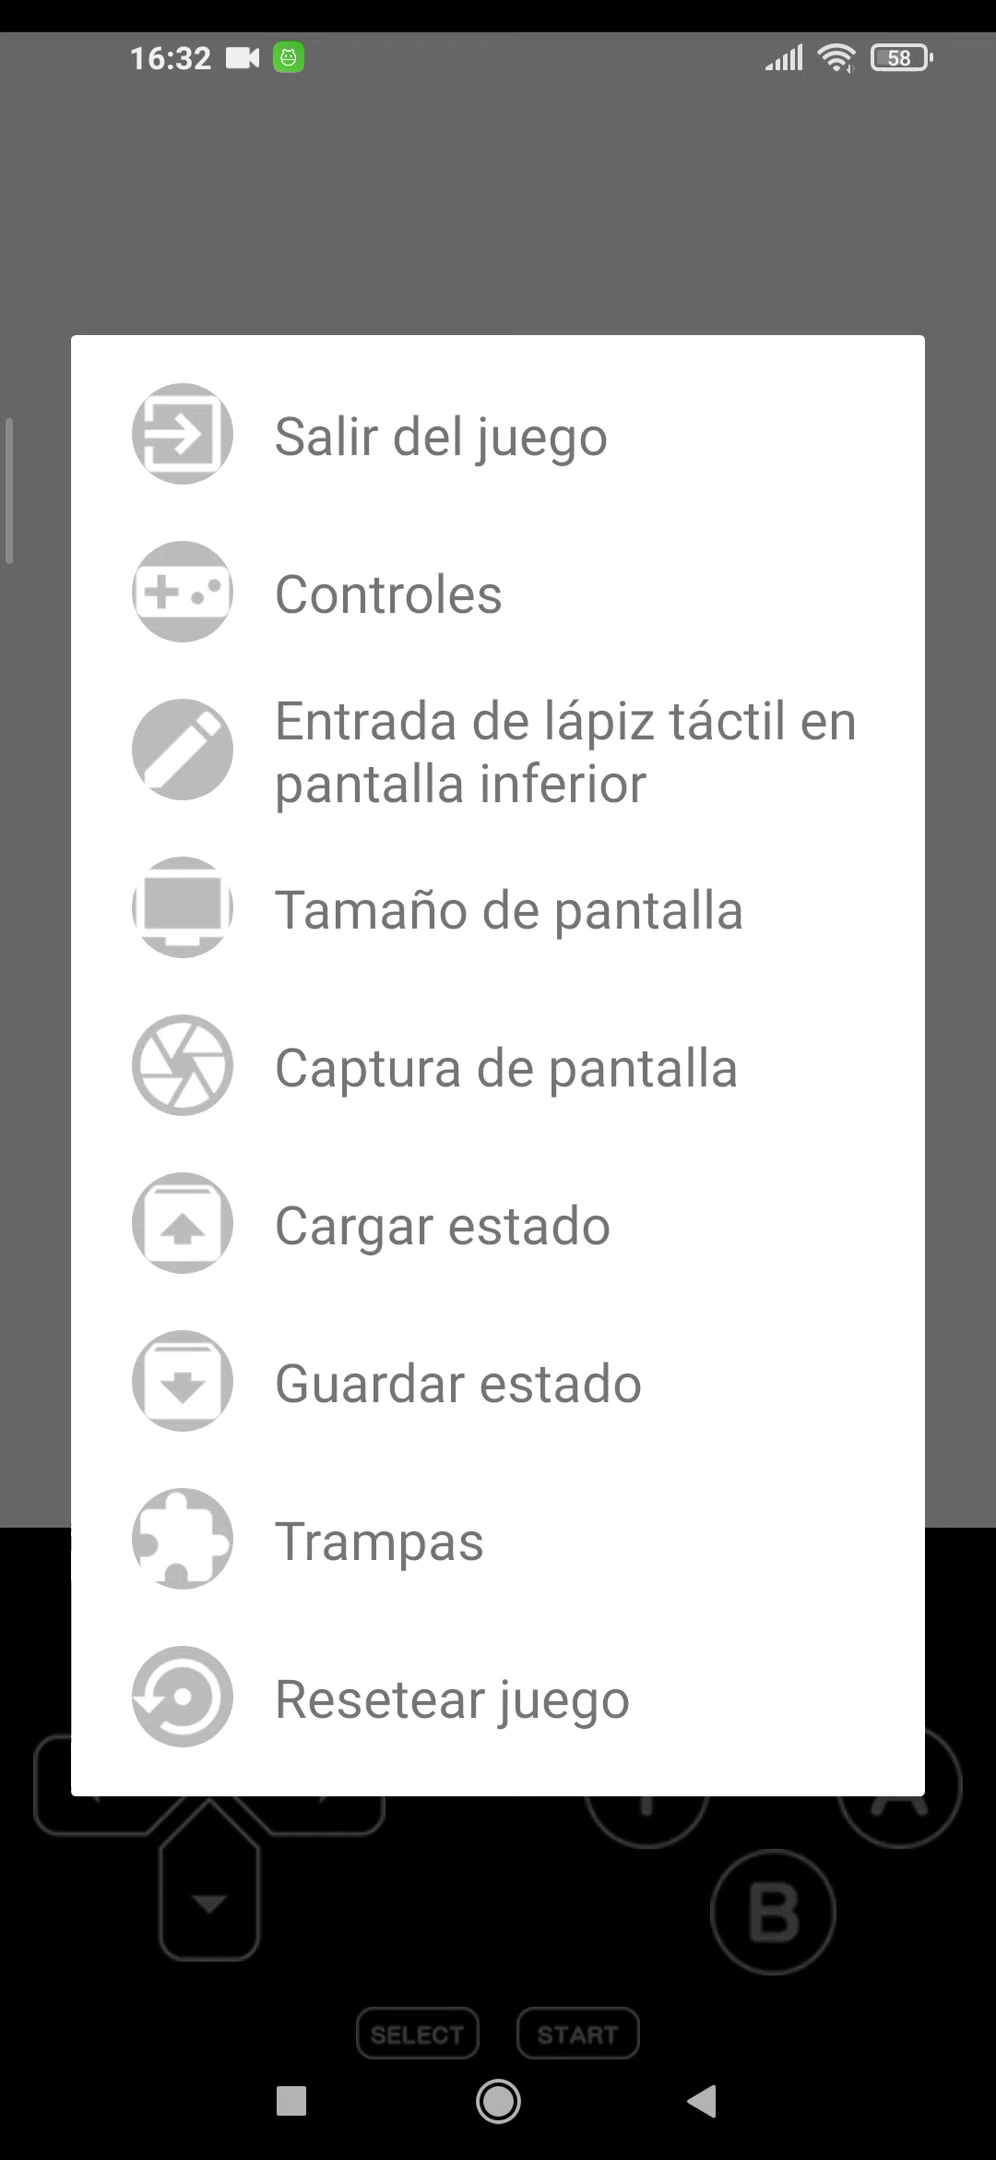 16:32
58
Salir del juego
Controles
Entrada de lápiz táctil en
pantalla inferior
Tamaño de pantalla
Captura de pantalla
Cargar estado
Guardar estado
Trampas
Resetear juego
A
B
SELECT
START